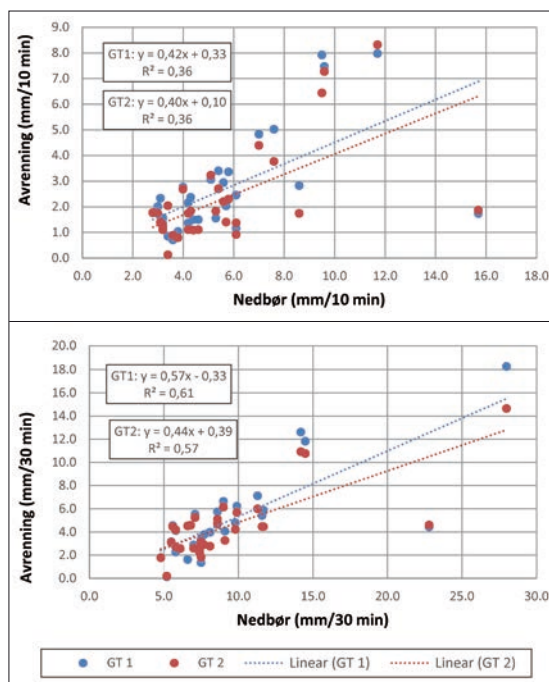 9.0
8.0
7.0
6.0
5.0
4.0
3.0
2.0
1.0
0.0
Avrenning (mm/10 min)
GT1: y = 0,42x + 0,33
R² = 0,36
GT2: y = 0,40x + 0,10
R² = 0,36
0.0 2.0 4.0 6.0 8.0 10.0 12.0 14.0 16.0 18.0
Nedbør (mm/10 min)
20.0
18.0
16.0
14.0
12.0
10.0
8.0
6.0
4.0
2.0
0.0
Avrenning (mm/30 min)
GT1: y = 0,57x - 0,33
R² = 0,61
GT2: y = 0,44x + 0,39
R² = 0,57
0.0 5.0 10.0 15.0 20.0 25.0 30.0
Nedbør (mm/30 min)
GT 1 GT 2 Linear (GT 1) Linear (GT 2)